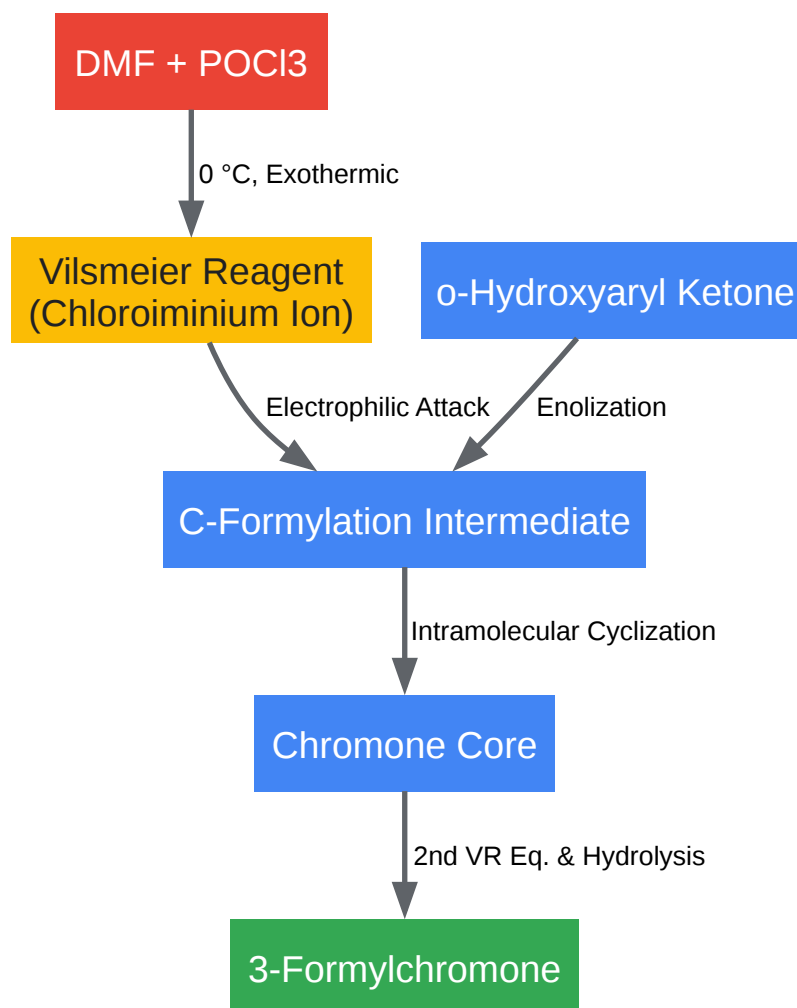 DMF + POCl3
0 °C, Exothermic
Vilsmeier Reagent
(Chloroiminium Ion)
o-Hydroxyaryl Ketone
Electrophilic Attack
Enolization
C-Formylation Intermediate
Intramolecular Cyclization
Chromone Core
2nd VR Eq. & Hydrolysis
3-Formylchromone